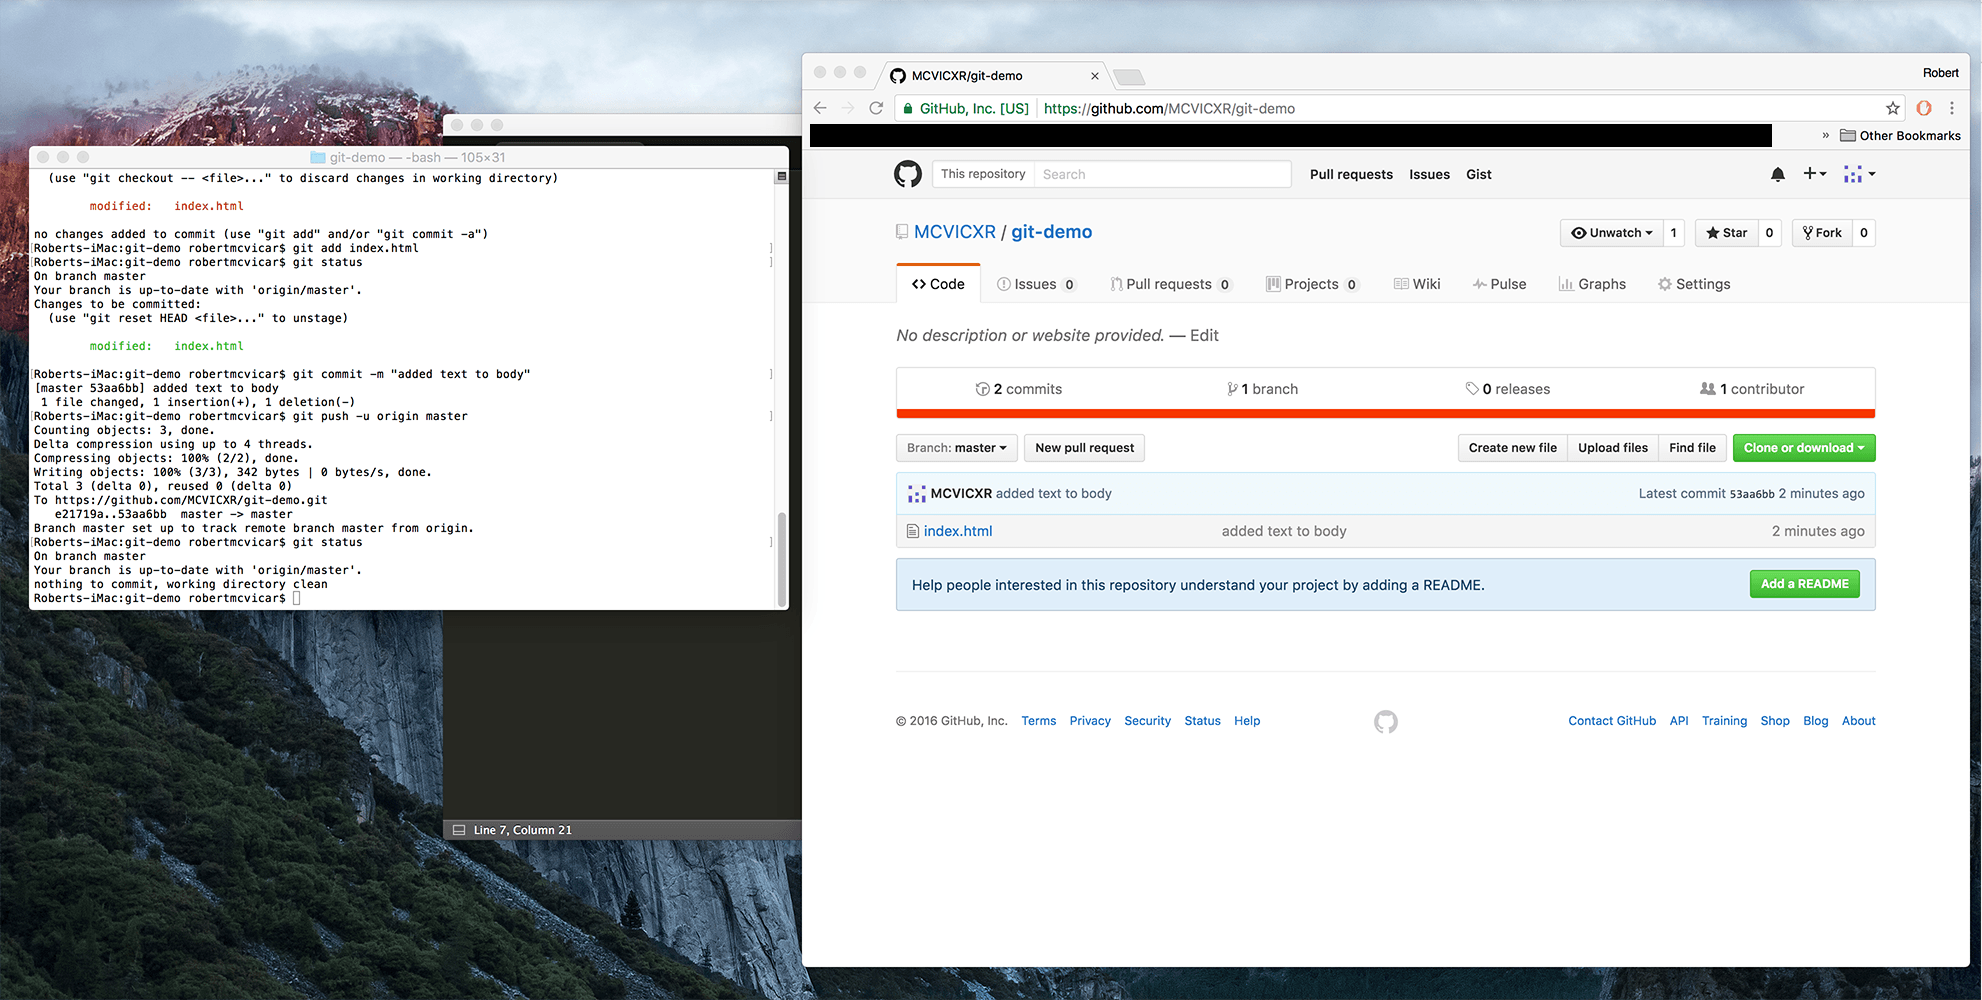 git-demo — -bash — 105×31
(use "git checkout -- <file>..." to discard changes in working directory)
modified: index.html
no changes added to commit (use "git add" and/or "git commit -a")
[Roberts-iMac:git-demo robertmcvicar$ git add index.html ]
[Roberts-iMac:git-demo robertmcvicar$ git status ]
On branch master
Your branch is up-to-date with 'origin/master'.
Changes to be committed:
(use "git reset HEAD <file>..." to unstage)
modified: index.html
[Roberts-iMac:git-demo robertmcvicar$ git commit -m "added text to body" ]
[master 53aa6bb] added text to body
1 file changed, 1 insertion(+), 1 deletion(-)
[Roberts-iMac:git-demo robertmcvicar$ git push -u origin master ]
Counting objects: 3, done.
Delta compression using up to 4 threads.
Compressing objects: 100% (2/2), done.
Writing objects: 100% (3/3), 342 bytes | 0 bytes/s, done.
Total 3 (delta 0), reused 0 (delta 0)
To https://github.com/MCVICXR/git-demo.git
e21719a..53aa6bb master -> master
Branch master set up to track remote branch master from origin.
[Roberts-iMac:git-demo robertmcvicar$ git status ]
On branch master
Your branch is up-to-date with 'origin/master'.
nothing to commit, working directory clean
Roberts-iMac:git-demo robertmcvicar$
Line 7, Column 21
MCVICXR/git-demo
Robert
GitHub, Inc. [US] https://github.com/MCVICXR/git-demo
» Other Bookmarks
This repository Search Pull requests Issues Gist
MCVICXR / git-demo Unwatch 1 Star 0 Fork 0
<> Code Issues 0 Pull requests 0 Projects 0 Wiki Pulse Graphs Settings
No description or website provided. — Edit
2 commits 1 branch 0 releases 1 contributor
Branch: master New pull request Create new file Upload files Find file Clone or download
MCVICXR added text to body Latest commit 53aa6bb 2 minutes ago
index.html added text to body 2 minutes ago
Help people interested in this repository understand your project by adding a README. Add a README
© 2016 GitHub, Inc. Terms Privacy Security Status Help Contact GitHub API Training Shop Blog About